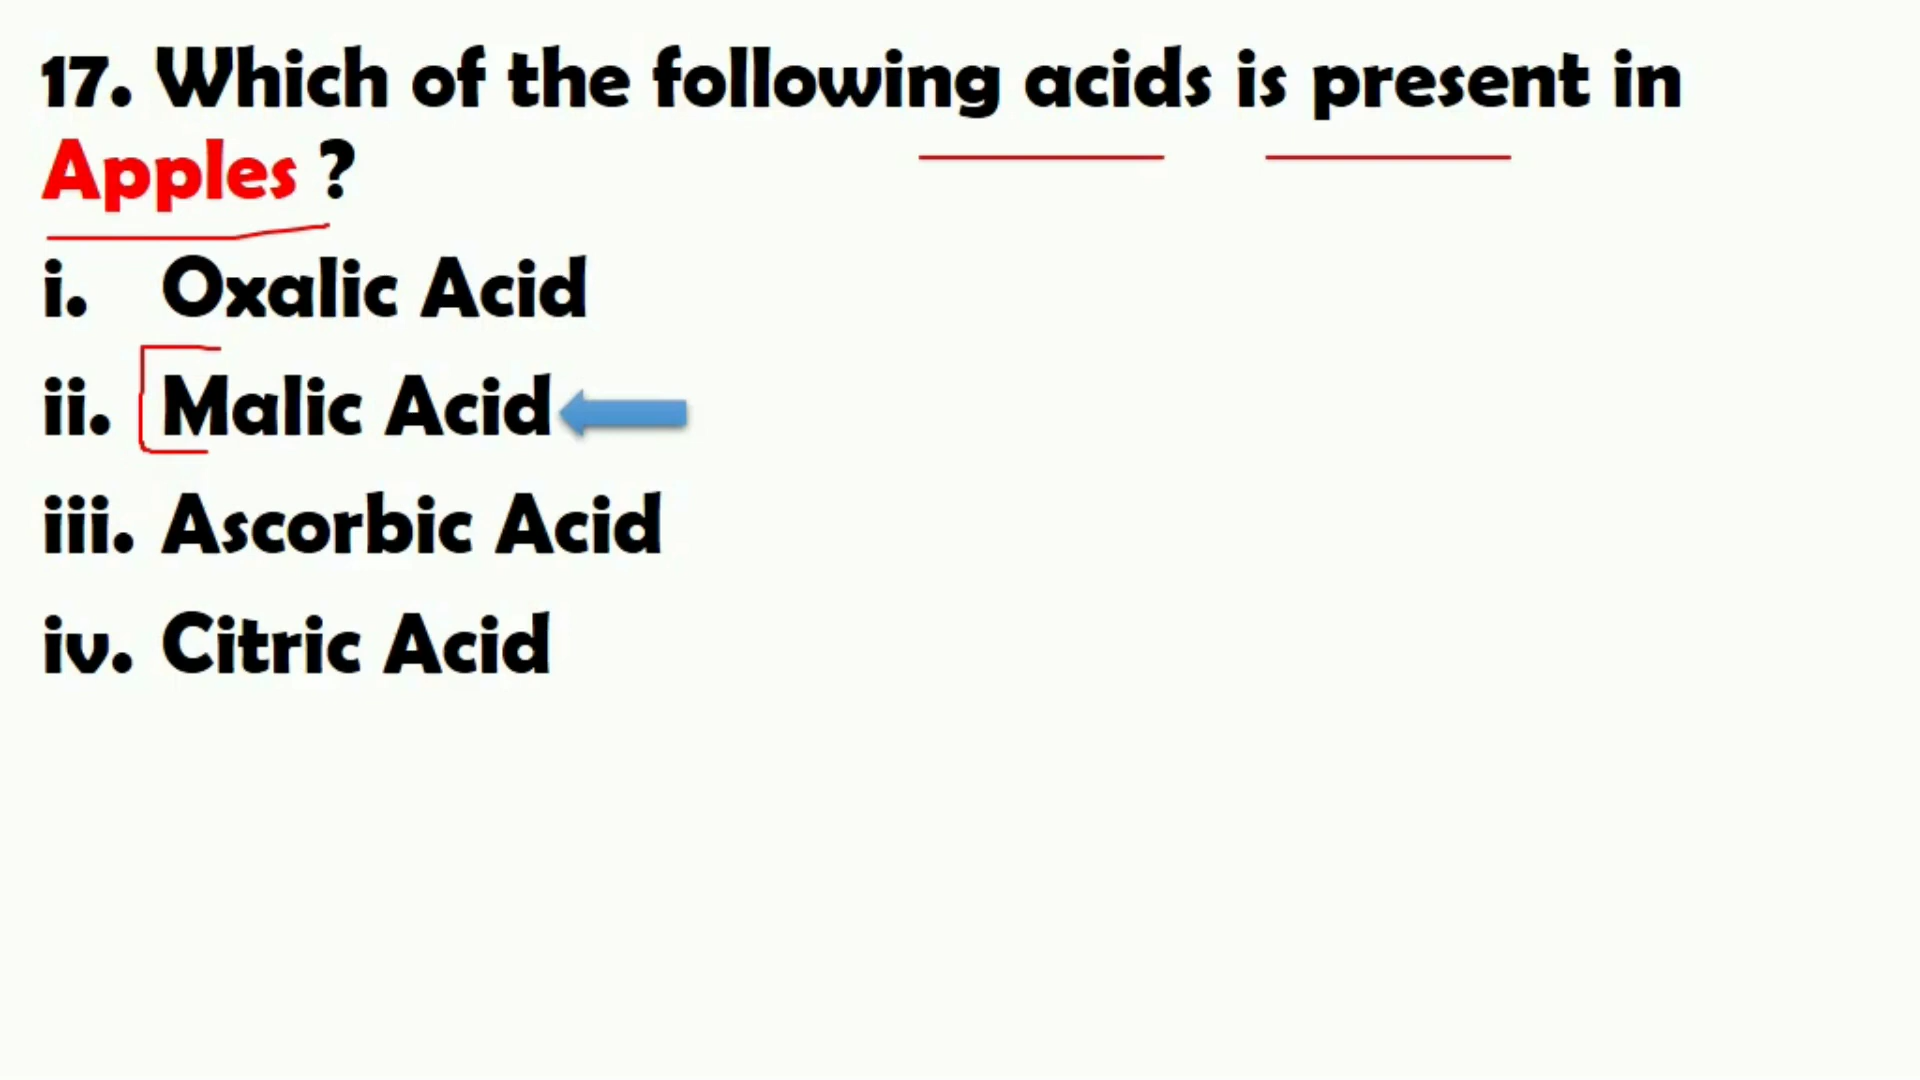 17. Which of the following acids is present in
Apples ?
i. Oxalic Acid
ii. Malic Acid
iii. Ascorbic Acid
iv. Citric Acid